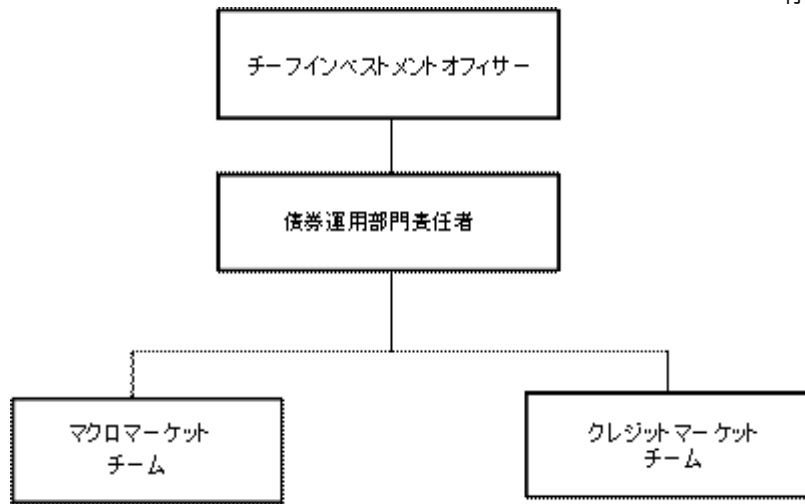 チーフインベストメントオフィサー
債券運用部門責任者
マクロマーケット
チーム
クレジットマーケット
チーム